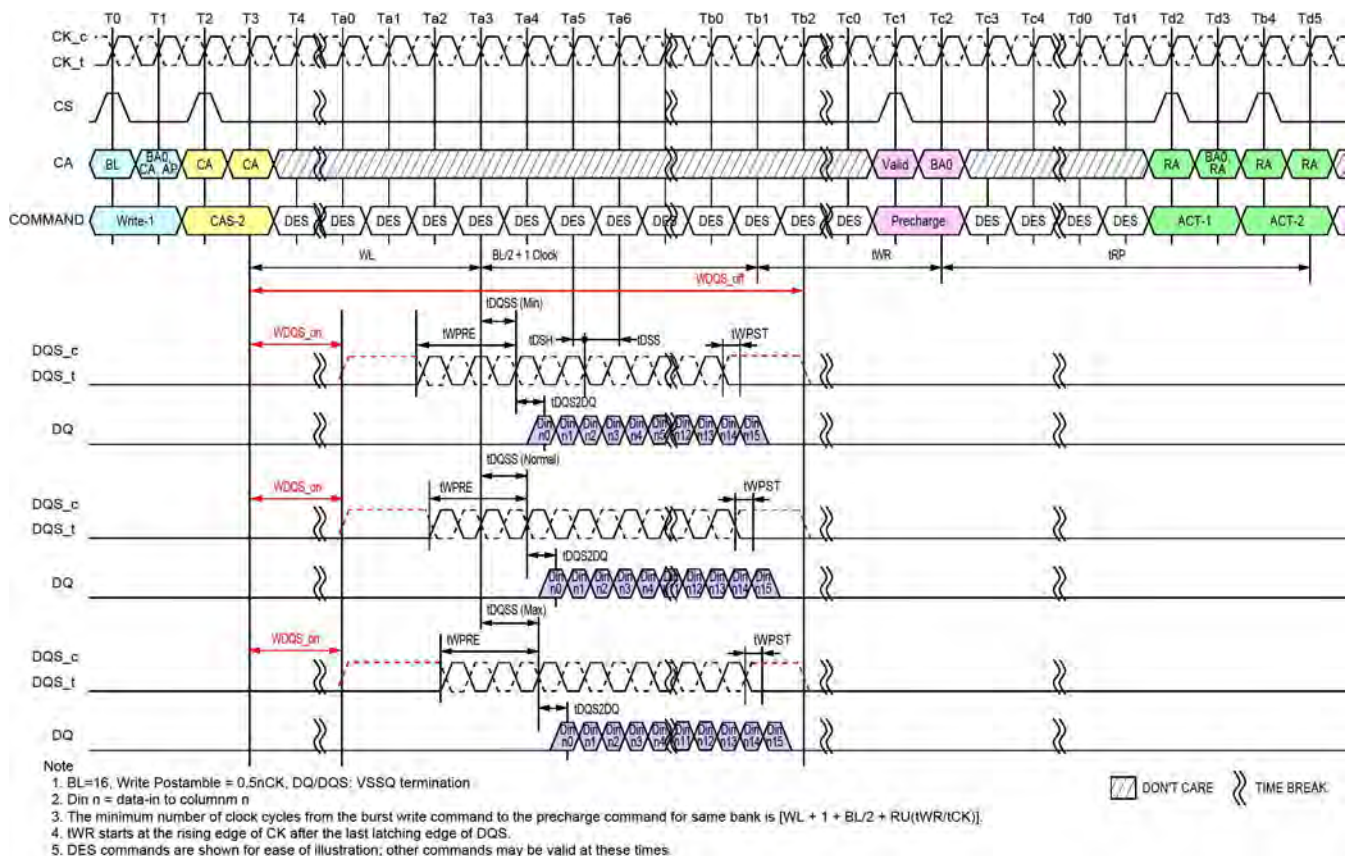 T0 T1 T2 T3 T4 Ta0 Ta1 Ta2 Ta3 Ta4 Ta5 Ta6 Tb0 Tb1 Tb2 Tc0 Tc1 Tc2 Tc3 Tc4 Td0 Td1 Td2 Td3 Tb4 Td5
CK_c
CK_t
CS
CA BL BA0, CA, AP CA CA Valid BA0 RA BA0, RA RA RA
COMMAND Write-1 CAS-2 DES DES DES DES DES DES DES DES DES DES DES DES DES Precharge DES DES DES DES ACT-1 ACT-2
WL BL/2 + 1 Clock tWR tRP
WDQS_off
tDQSS (Min)
WDQS_on tWPRE tDSH tDSS tWPST
DQS_c
DQS_t
tDQS2DQ
DQ Din n0 Din n1 Din n2 Din n3 Din n4 Din n5 Din n12 Din n13 Din n14 Din n15
tDQSS (Normal)
WDQS_on tWPRE tWPST
DQS_c
DQS_t
tDQS2DQ
DQ Din n0 Din n1 Din n2 Din n3 Din n4 Din n11 Din n12 Din n13 Din n14 Din n15
tDQSS (Max)
WDQS_on tWPRE tWPST
DQS_c
DQS_t
tDQS2DQ
DQ Din n0 Din n1 Din n2 Din n3 Din n4 Din n11 Din n12 Din n13 Din n14 Din n15
Note
1. BL=16, Write Postamble = 0.5nCK, DQ/DQS: VSSQ termination
2. Din n = data-in to columnm n
3. The minimum number of clock cycles from the burst write command to the precharge command for same bank is [WL + 1 + BL/2 + RU(tWR/tCK)].
4. tWR starts at the rising edge of CK after the last latching edge of DQS.
5. DES commands are shown for ease of illustration; other commands may be valid at these times.
DON'T CARE TIME BREAK